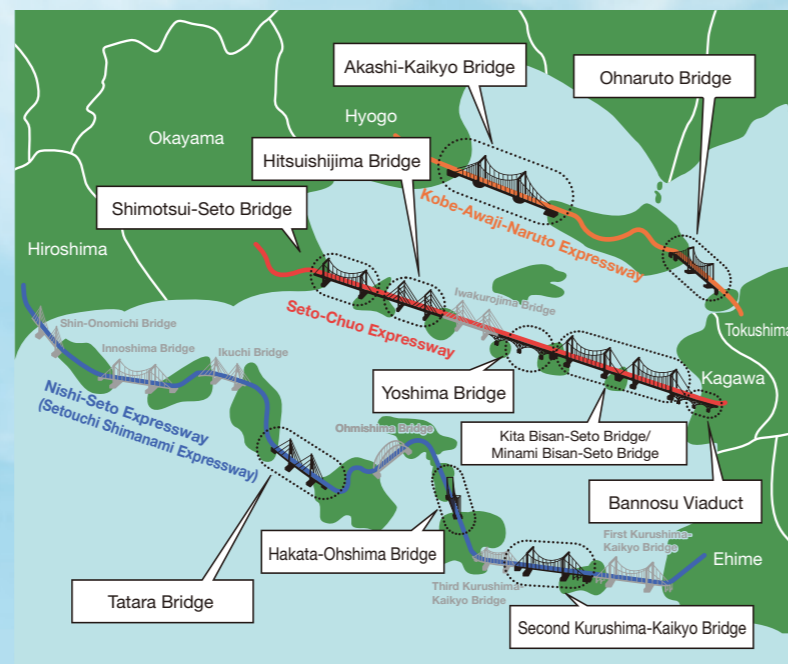 Akashi-Kaikyo Bridge
Ohnaruto Bridge
Hyogo
Okayama
Hitsuishijima Bridge
Kobe-Awaji-Naruto Expressway
Shimotsui-Seto Bridge
Hiroshima
Iwakurojima Bridge
Seto-Chuo Expressway
Tokushima
Shin-Onomichi Bridge
Innoshima Bridge
Ikuchi Bridge
Kagawa
Yoshima Bridge
Nishi-Seto Expressway
(Setouchi Shimanami Expressway)
Ohmishima Bridge
Kita Bisan-Seto Bridge/
Minami Bisan-Seto Bridge
Bannosu Viaduct
Hakata-Ohshima Bridge
First Kurushima-
Kaikyo Bridge
Ehime
Third Kurushima-
Kaikyo Bridge
Tatara Bridge
Second Kurushima-Kaikyo Bridge